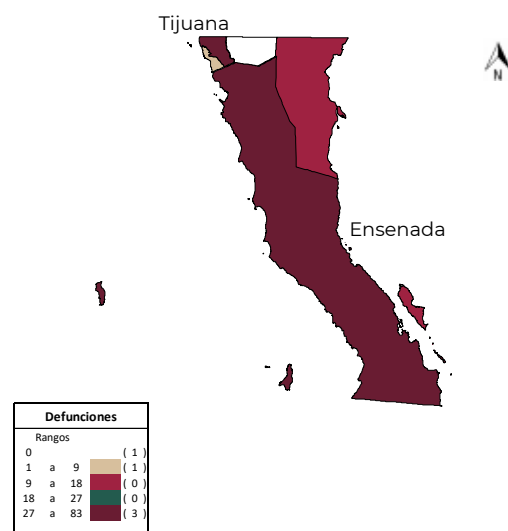 Tijuana
N
Ensenada
Defunciones
Rangos
0 ( 1 )
1 a 9 ( 1 )
9 a 18 ( 0 )
18 a 27 ( 0 )
27 a 83 ( 3 )